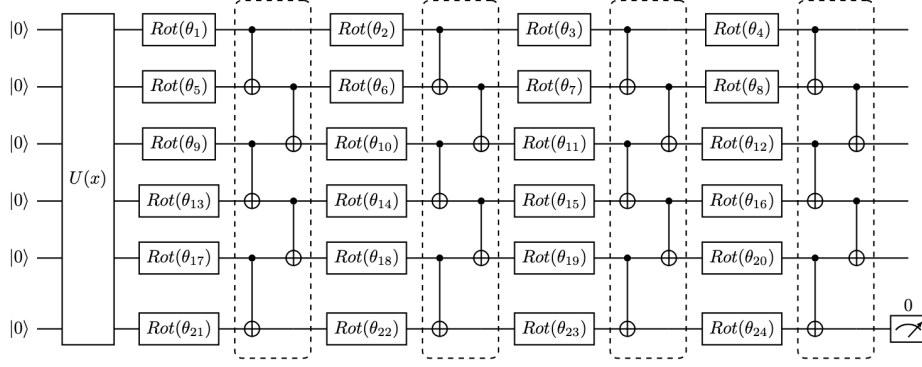 |0⟩ Rot(θ₁) Rot(θ₂) Rot(θ₃) Rot(θ₄)
|0⟩ Rot(θ₅) Rot(θ₆) Rot(θ₇) Rot(θ₈)
|0⟩ Rot(θ₉) Rot(θ₁₀) Rot(θ₁₁) Rot(θ₁₂)
U(x)
|0⟩ Rot(θ₁₃) Rot(θ₁₄) Rot(θ₁₅) Rot(θ₁₆)
|0⟩ Rot(θ₁₇) Rot(θ₁₈) Rot(θ₁₉) Rot(θ₂₀)
0
|0⟩ Rot(θ₂₁) Rot(θ₂₂) Rot(θ₂₃) Rot(θ₂₄)